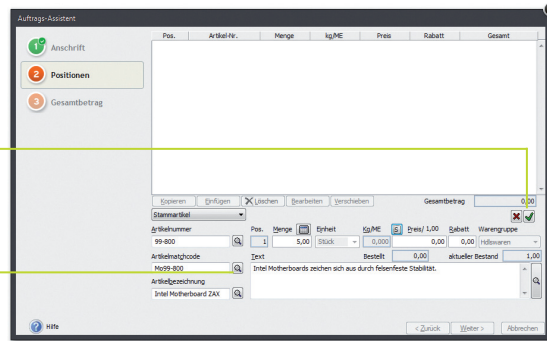 Auftrags-Assistent
1 Anschrift
2 Positionen
3 Gesamtbetrag
Pos. Artikel-Nr. Menge kg/ME Preis Rabatt Gesamt
Kopieren Einfügen Löschen Bearbeiten Verschieben Gesamtbetrag 0,00
Stammartikel
Artikelnummer Pos. Menge Einheit Kg/ME S Preis/ 1,00 Rabatt Warengruppe
99-800 1 5,00 Stück 0,000 0,00 0,00 Hdlswaren
Artikelmatchcode Text Bestellt 0,00 aktueller Bestand 1,00
Mo99-800 Intel Motherboards zeichen sich aus durch felsenfeste Stabilität.
Artikelbezeichnung
Intel Motherboard ZAX
? Hilfe < Zurück Weiter > Abbrechen